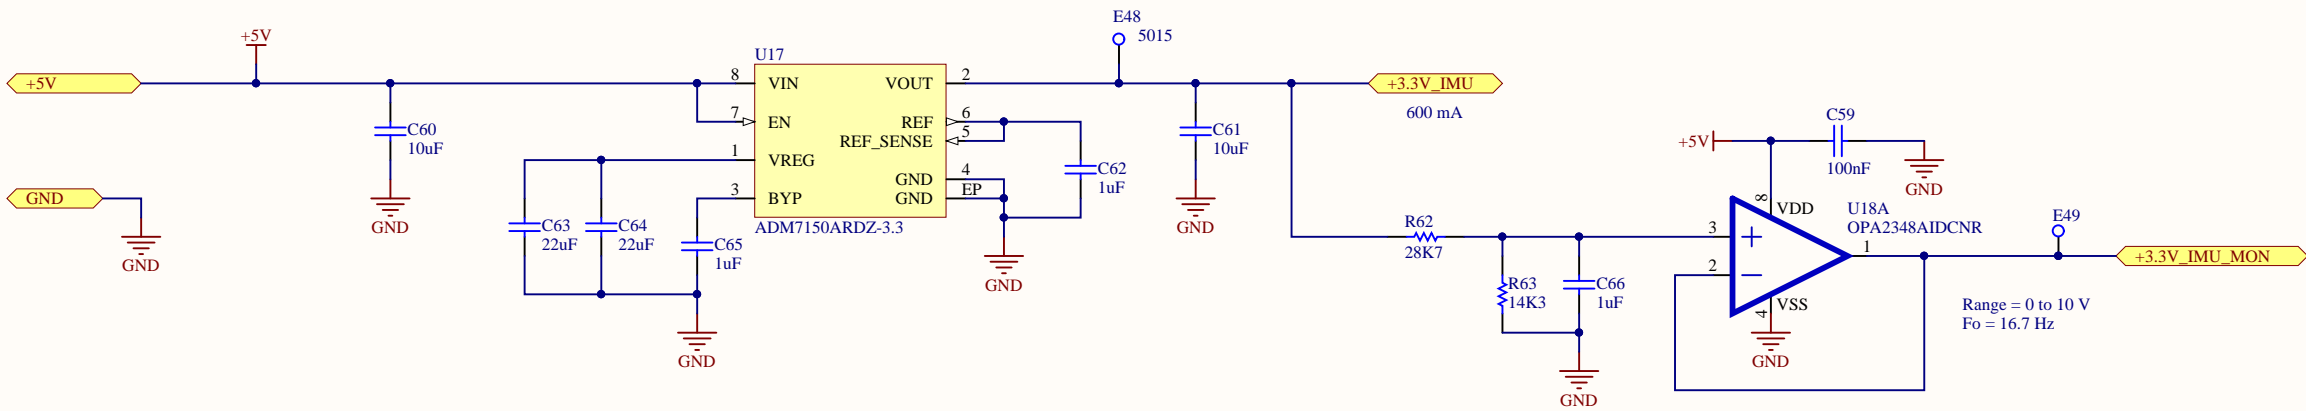 +5V
+5V
GND
GND
C60
10uF
GND
C63
22uF
C64
22uF
C65
1uF
GND
U17
8
VIN
VOUT
2
7
EN
REF
6
REF_SENSE
5
1
VREG
GND
4
3
BYP
GND
EP
ADM7150ARDZ-3.3
C62
1uF
GND
E48
5015
C61
10uF
GND
+3.3V_IMU
600 mA
R62
28K7
R63
14K3
C66
1uF
GND
+5V
C59
100nF
GND
8
VDD
U18A
OPA2348AIDCNR
3
2
1
VSS
4
GND
E49
+3.3V_IMU_MON
Range = 0 to 10 V
Fo = 16.7 Hz